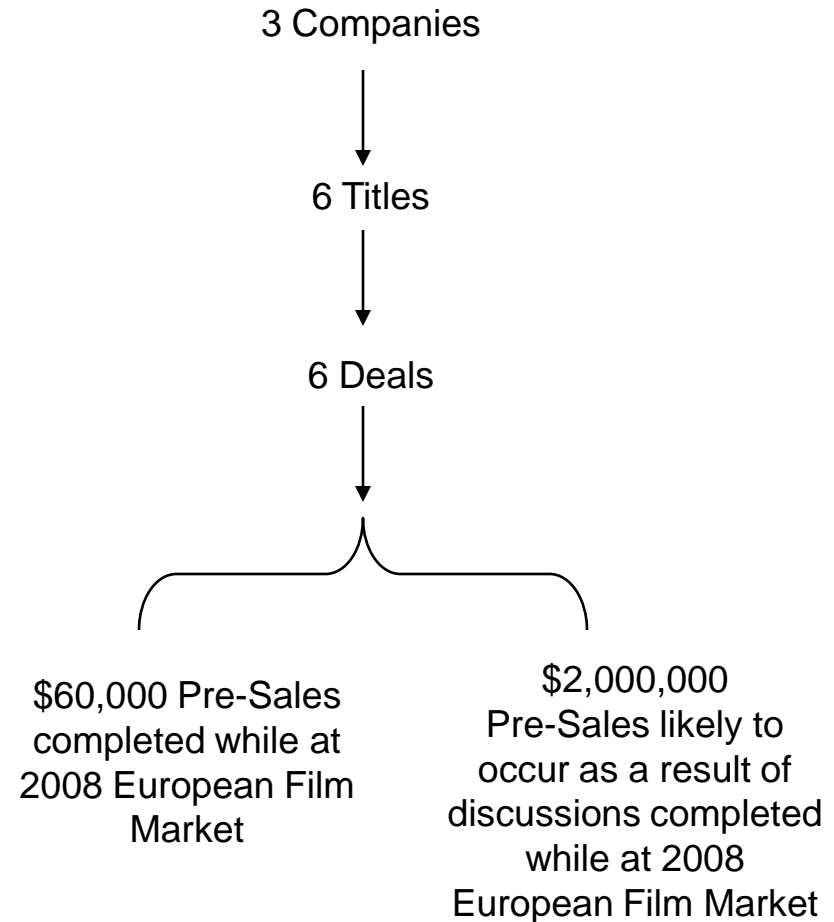 3 Companies
6 Titles
6 Deals
$60,000 Pre-Sales
completed while at
2008 European Film
Market
$2,000,000
Pre-Sales likely to
occur as a result of
discussions completed
while at 2008
European Film Market